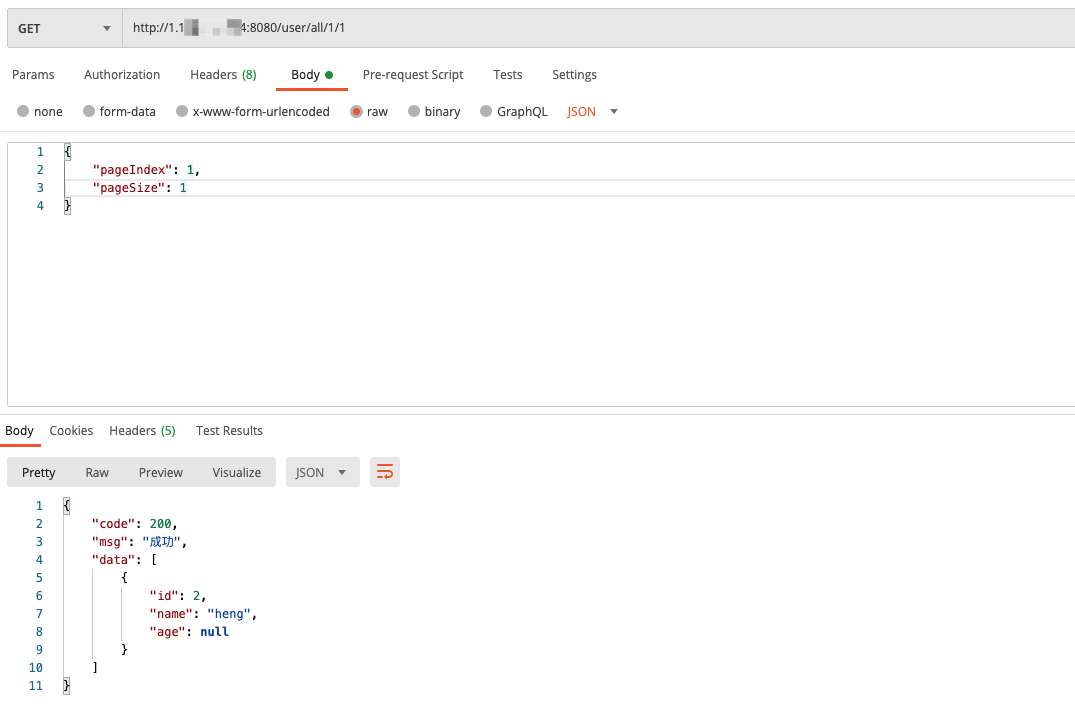 GET http://1.1 4:8080/user/all/1/1
Params Authorization Headers (8) Body Pre-request Script Tests Settings
none form-data x-www-form-urlencoded raw binary GraphQL JSON
1 {
2 "pageIndex": 1,
3 "pageSize": 1
4 }
Body Cookies Headers (5) Test Results
Pretty Raw Preview Visualize JSON
1 {
2 "code": 200,
3 "msg": "成功",
4 "data": [
5 {
6 "id": 2,
7 "name": "heng",
8 "age": null
9 }
10 ]
11 }